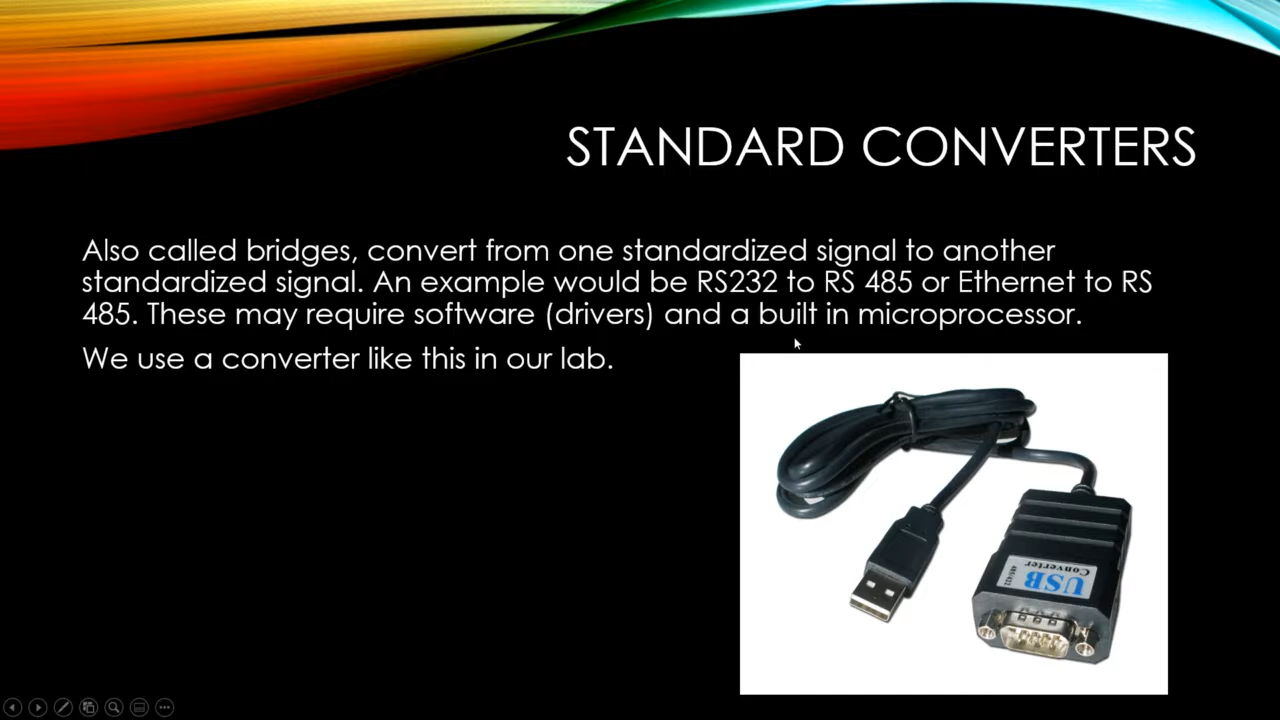 STANDARD CONVERTERS
Also called bridges, convert from one standardized signal to another
standardized signal. An example would be RS232 to RS 485 or Ethernet to RS
485. These may require software (drivers) and a built in microprocessor.
We use a converter like this in our lab.
USB
Converter
485/422